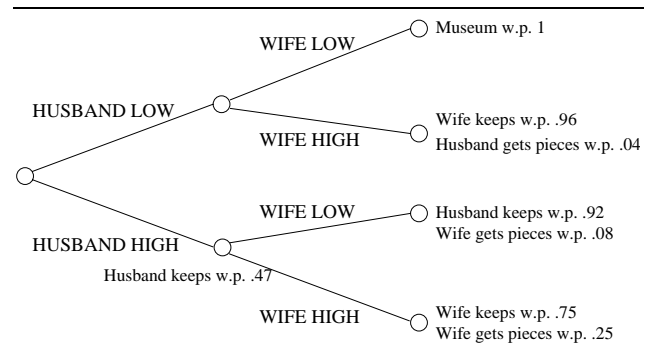 WIFE LOW
Museum w.p. 1
HUSBAND LOW
WIFE HIGH
Wife keeps w.p. .96
Husband gets pieces w.p. .04
HUSBAND HIGH
Husband keeps w.p. .47
WIFE LOW
Husband keeps w.p. .92
Wife gets pieces w.p. .08
WIFE HIGH
Wife keeps w.p. .75
Wife gets pieces w.p. .25